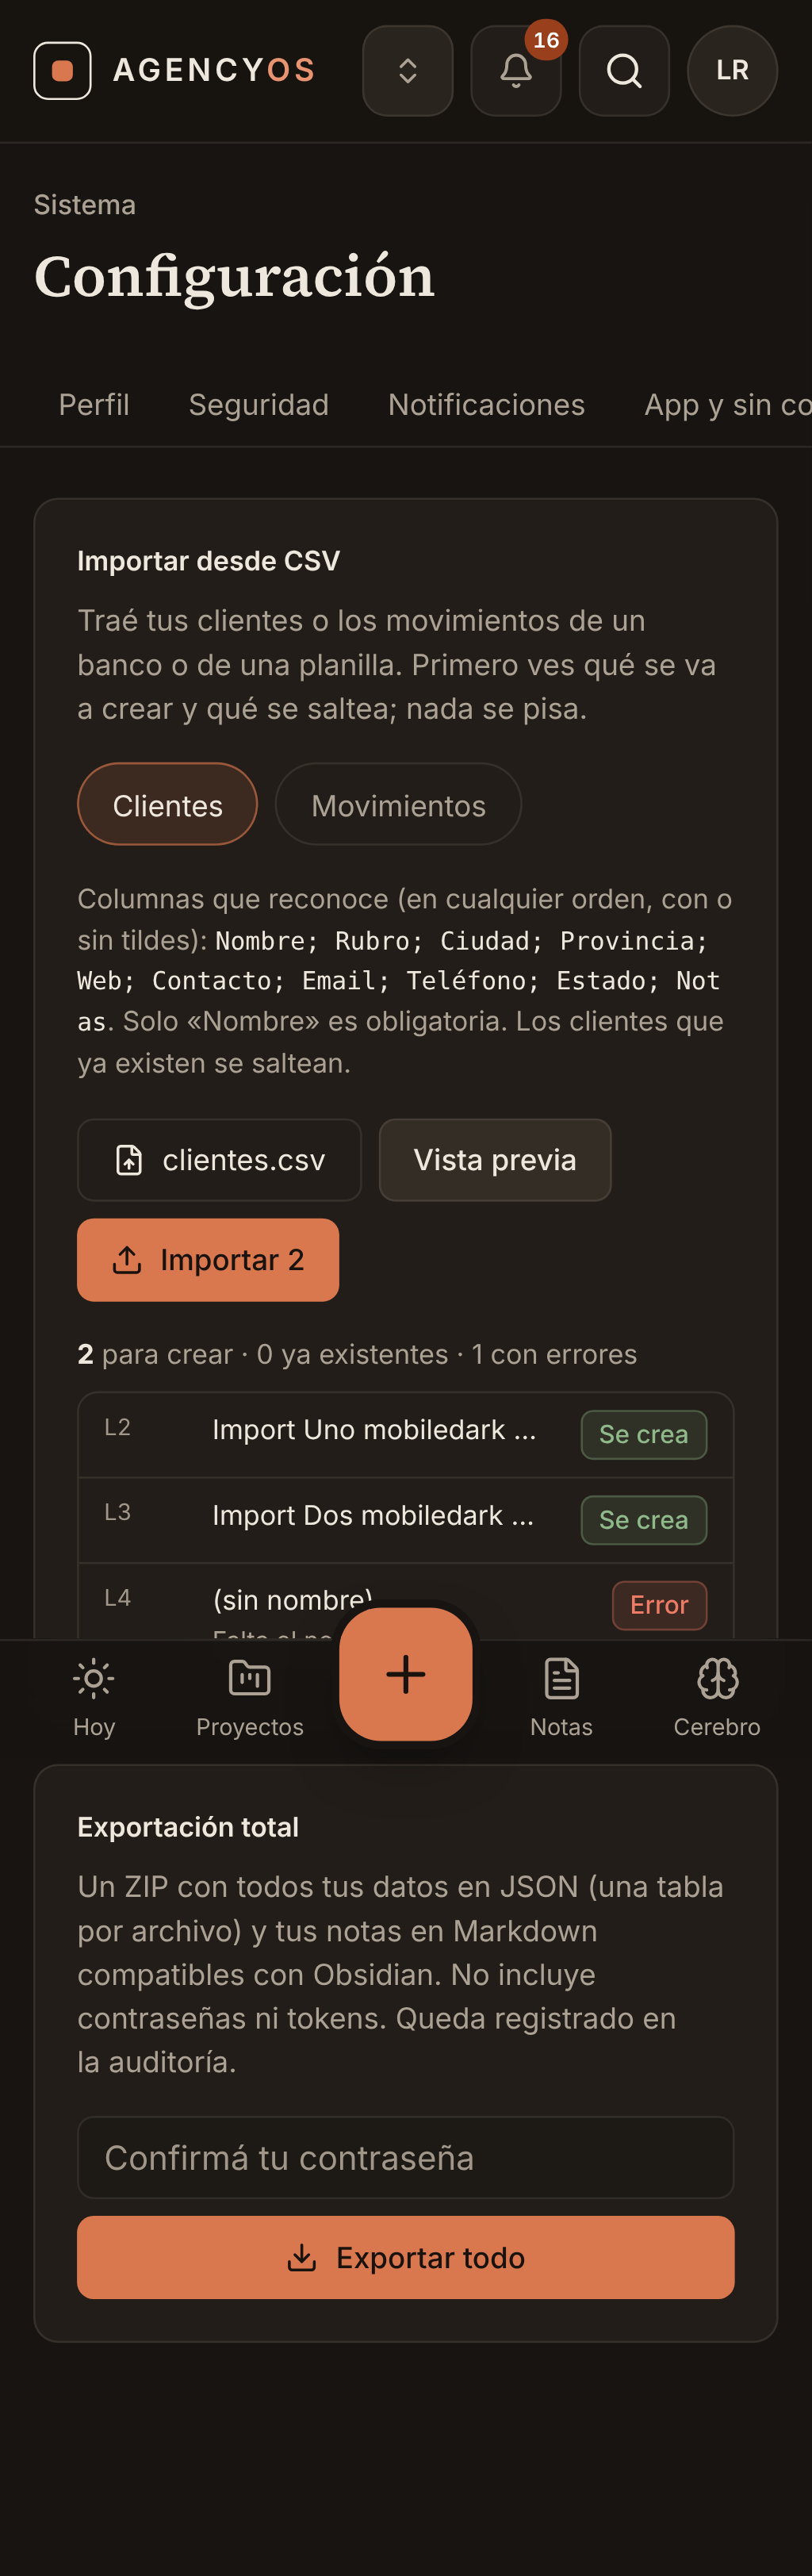 AGENCYOS
16
LR
Sistema
Configuración
Perfil Seguridad Notificaciones App y sin co
Importar desde CSV
Traé tus clientes o los movimientos de un
banco o de una planilla. Primero ves qué se va
a crear y qué se saltea; nada se pisa.
Clientes Movimientos
Columnas que reconoce (en cualquier orden, con o
sin tildes): Nombre; Rubro; Ciudad; Provincia;
Web; Contacto; Email; Teléfono; Estado; Not
as. Solo «Nombre» es obligatoria. Los clientes que
ya existen se saltean.
clientes.csv Vista previa
Importar 2
2 para crear · 0 ya existentes · 1 con errores
L2 Import Uno mobiledark ... Se crea
L3 Import Dos mobiledark ... Se crea
L4 (sin nombre) Error
Hoy Proyectos Notas Cerebro
Exportación total
Un ZIP con todos tus datos en JSON (una tabla
por archivo) y tus notas en Markdown
compatibles con Obsidian. No incluye
contraseñas ni tokens. Queda registrado en
la auditoría.
Confirmá tu contraseña
Exportar todo